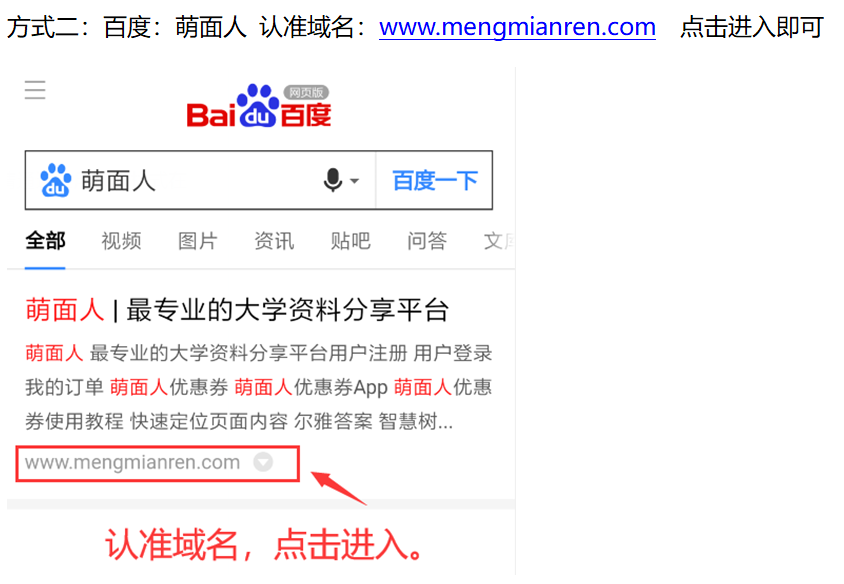 方式二：百度：萌面人 认准域名：www.mengmianren.com 点击进入即可
网页版
Bai du 百度
du 萌面人 百度一下
全部 视频 图片 资讯 贴吧 问答 文库
萌面人 | 最专业的大学资料分享平台
萌面人 最专业的大学资料分享平台用户注册 用户登录
我的订单 萌面人优惠券 萌面人优惠券App 萌面人优惠
券使用教程 快速定位页面内容 尔雅答案 智慧树...
www.mengmianren.com
认准域名，点击进入。